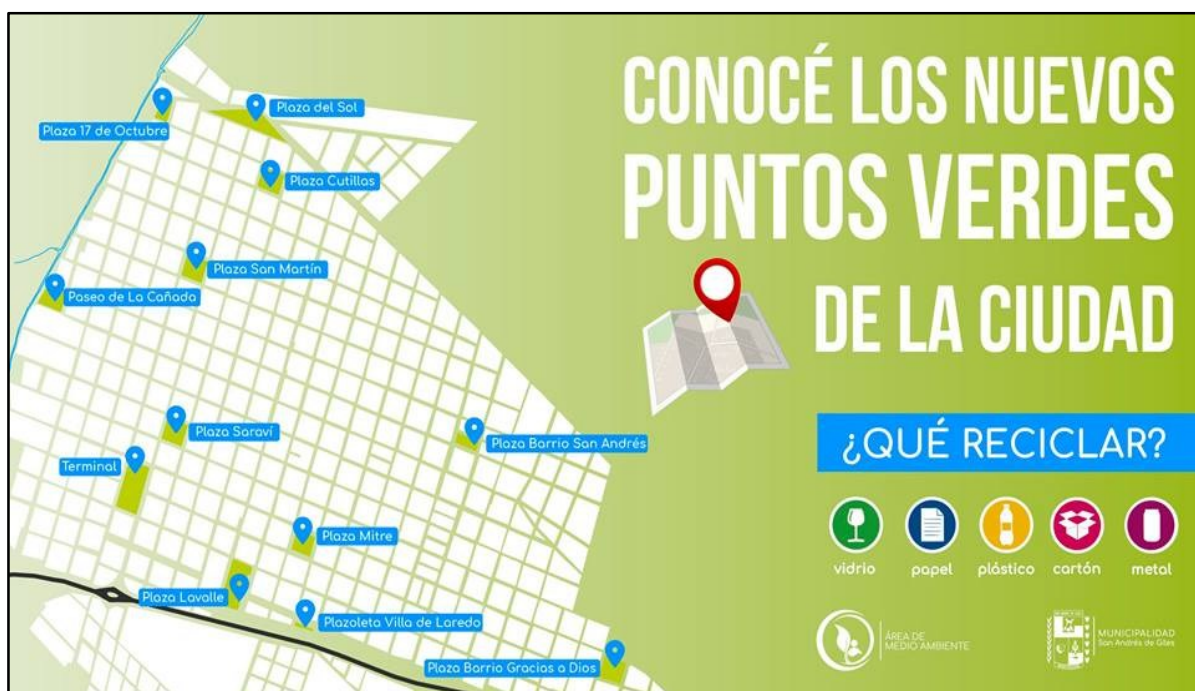 CONOCÉ LOS NUEVOS
PUNTOS VERDES
DE LA CIUDAD
¿QUÉ RECICLAR?
vidrio
papel
plástico
cartón
metal
ÁREA DE
MEDIO AMBIENTE
MUNICIPALIDAD
San Andrés de Giles
Plaza del Sol
Plaza 17 de Octubre
Plaza Cutillas
Plaza San Martín
Paseo de La Cañada
Plaza Saraví
Plaza Barrio San Andrés
Terminal
Plaza Mitre
Plaza Lavalle
Plazoleta Villa de Laredo
Plaza Barrio Gracias a Dios